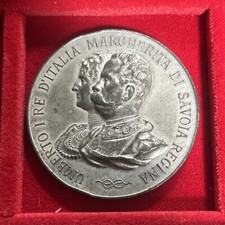 UMBERTO I RE D'ITALIA MARGHERITA DI SAVOIA REGINA